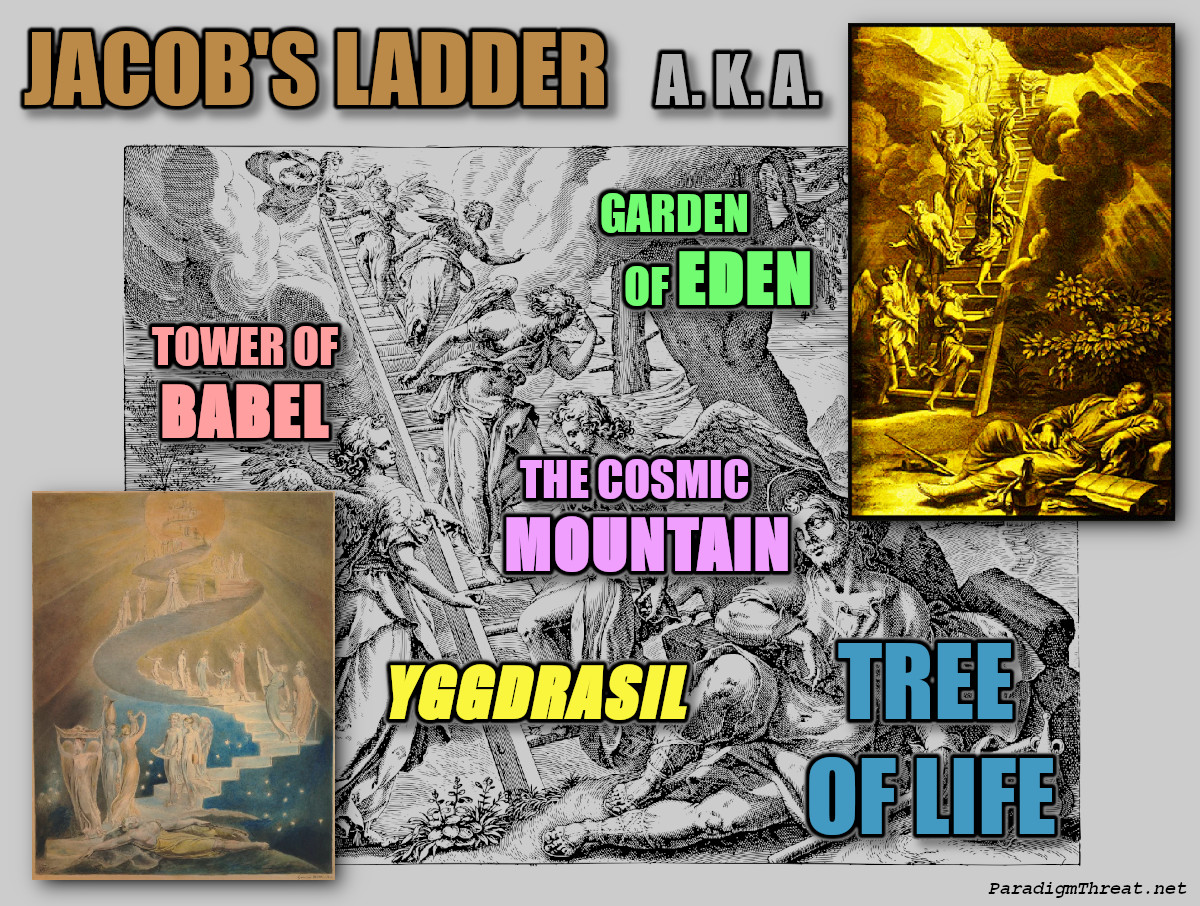 JACOB'S LADDER A. K. A.
GARDEN
OF EDEN
TOWER OF
BABEL
THE COSMIC
MOUNTAIN
YGGDRASIL
TREE
OF LIFE
ParadigmThreat.net